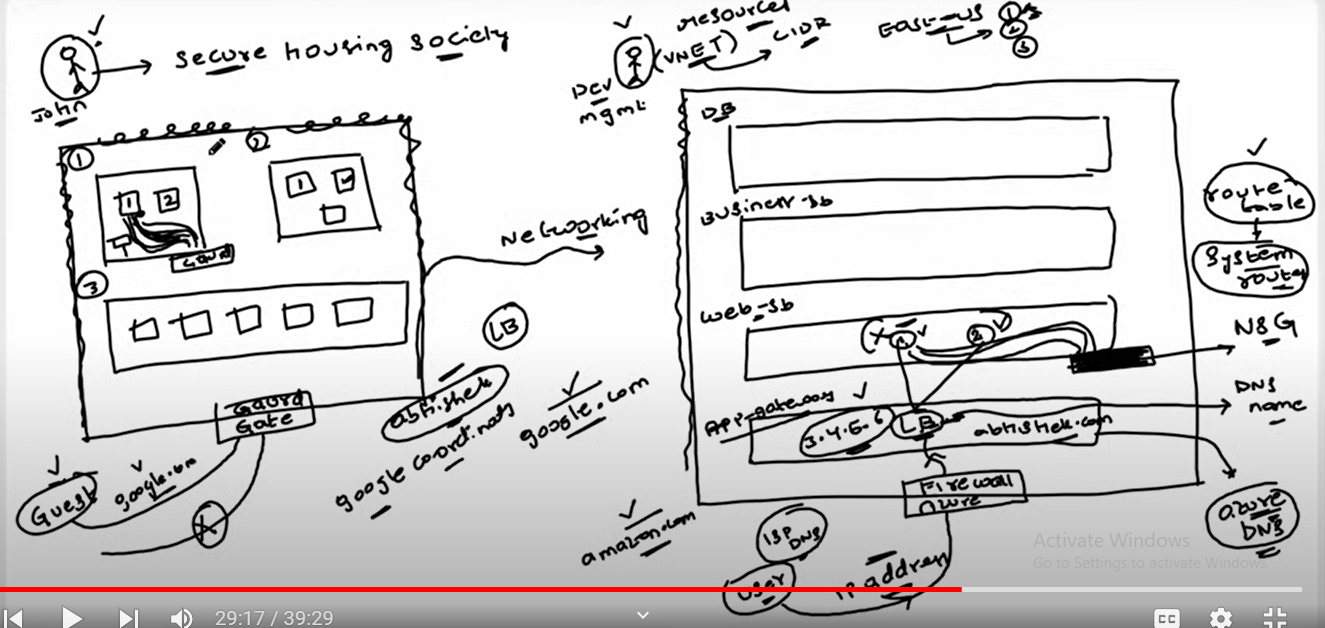 John
secure housing society
1
2
1
2
1
3
Gaurd
Gate
Guest
google.com
Networking
LB
abhishek
google coordinates
google.com
Dev
mgmt
resources
(VNET)
CIDR
East-US
1
2
3
DB
Business-sb
web-sb
1
2
App-gateway
3.4.5.6
LB
abhishek.com
Firewall
azure
amazon.com
ISP
DNS
user
IP address
route
table
system
routes
NSG
DNS
name
azure
DNS
Activate Windows
Go to Settings to activate Windows.
29:17 / 39:29
CC